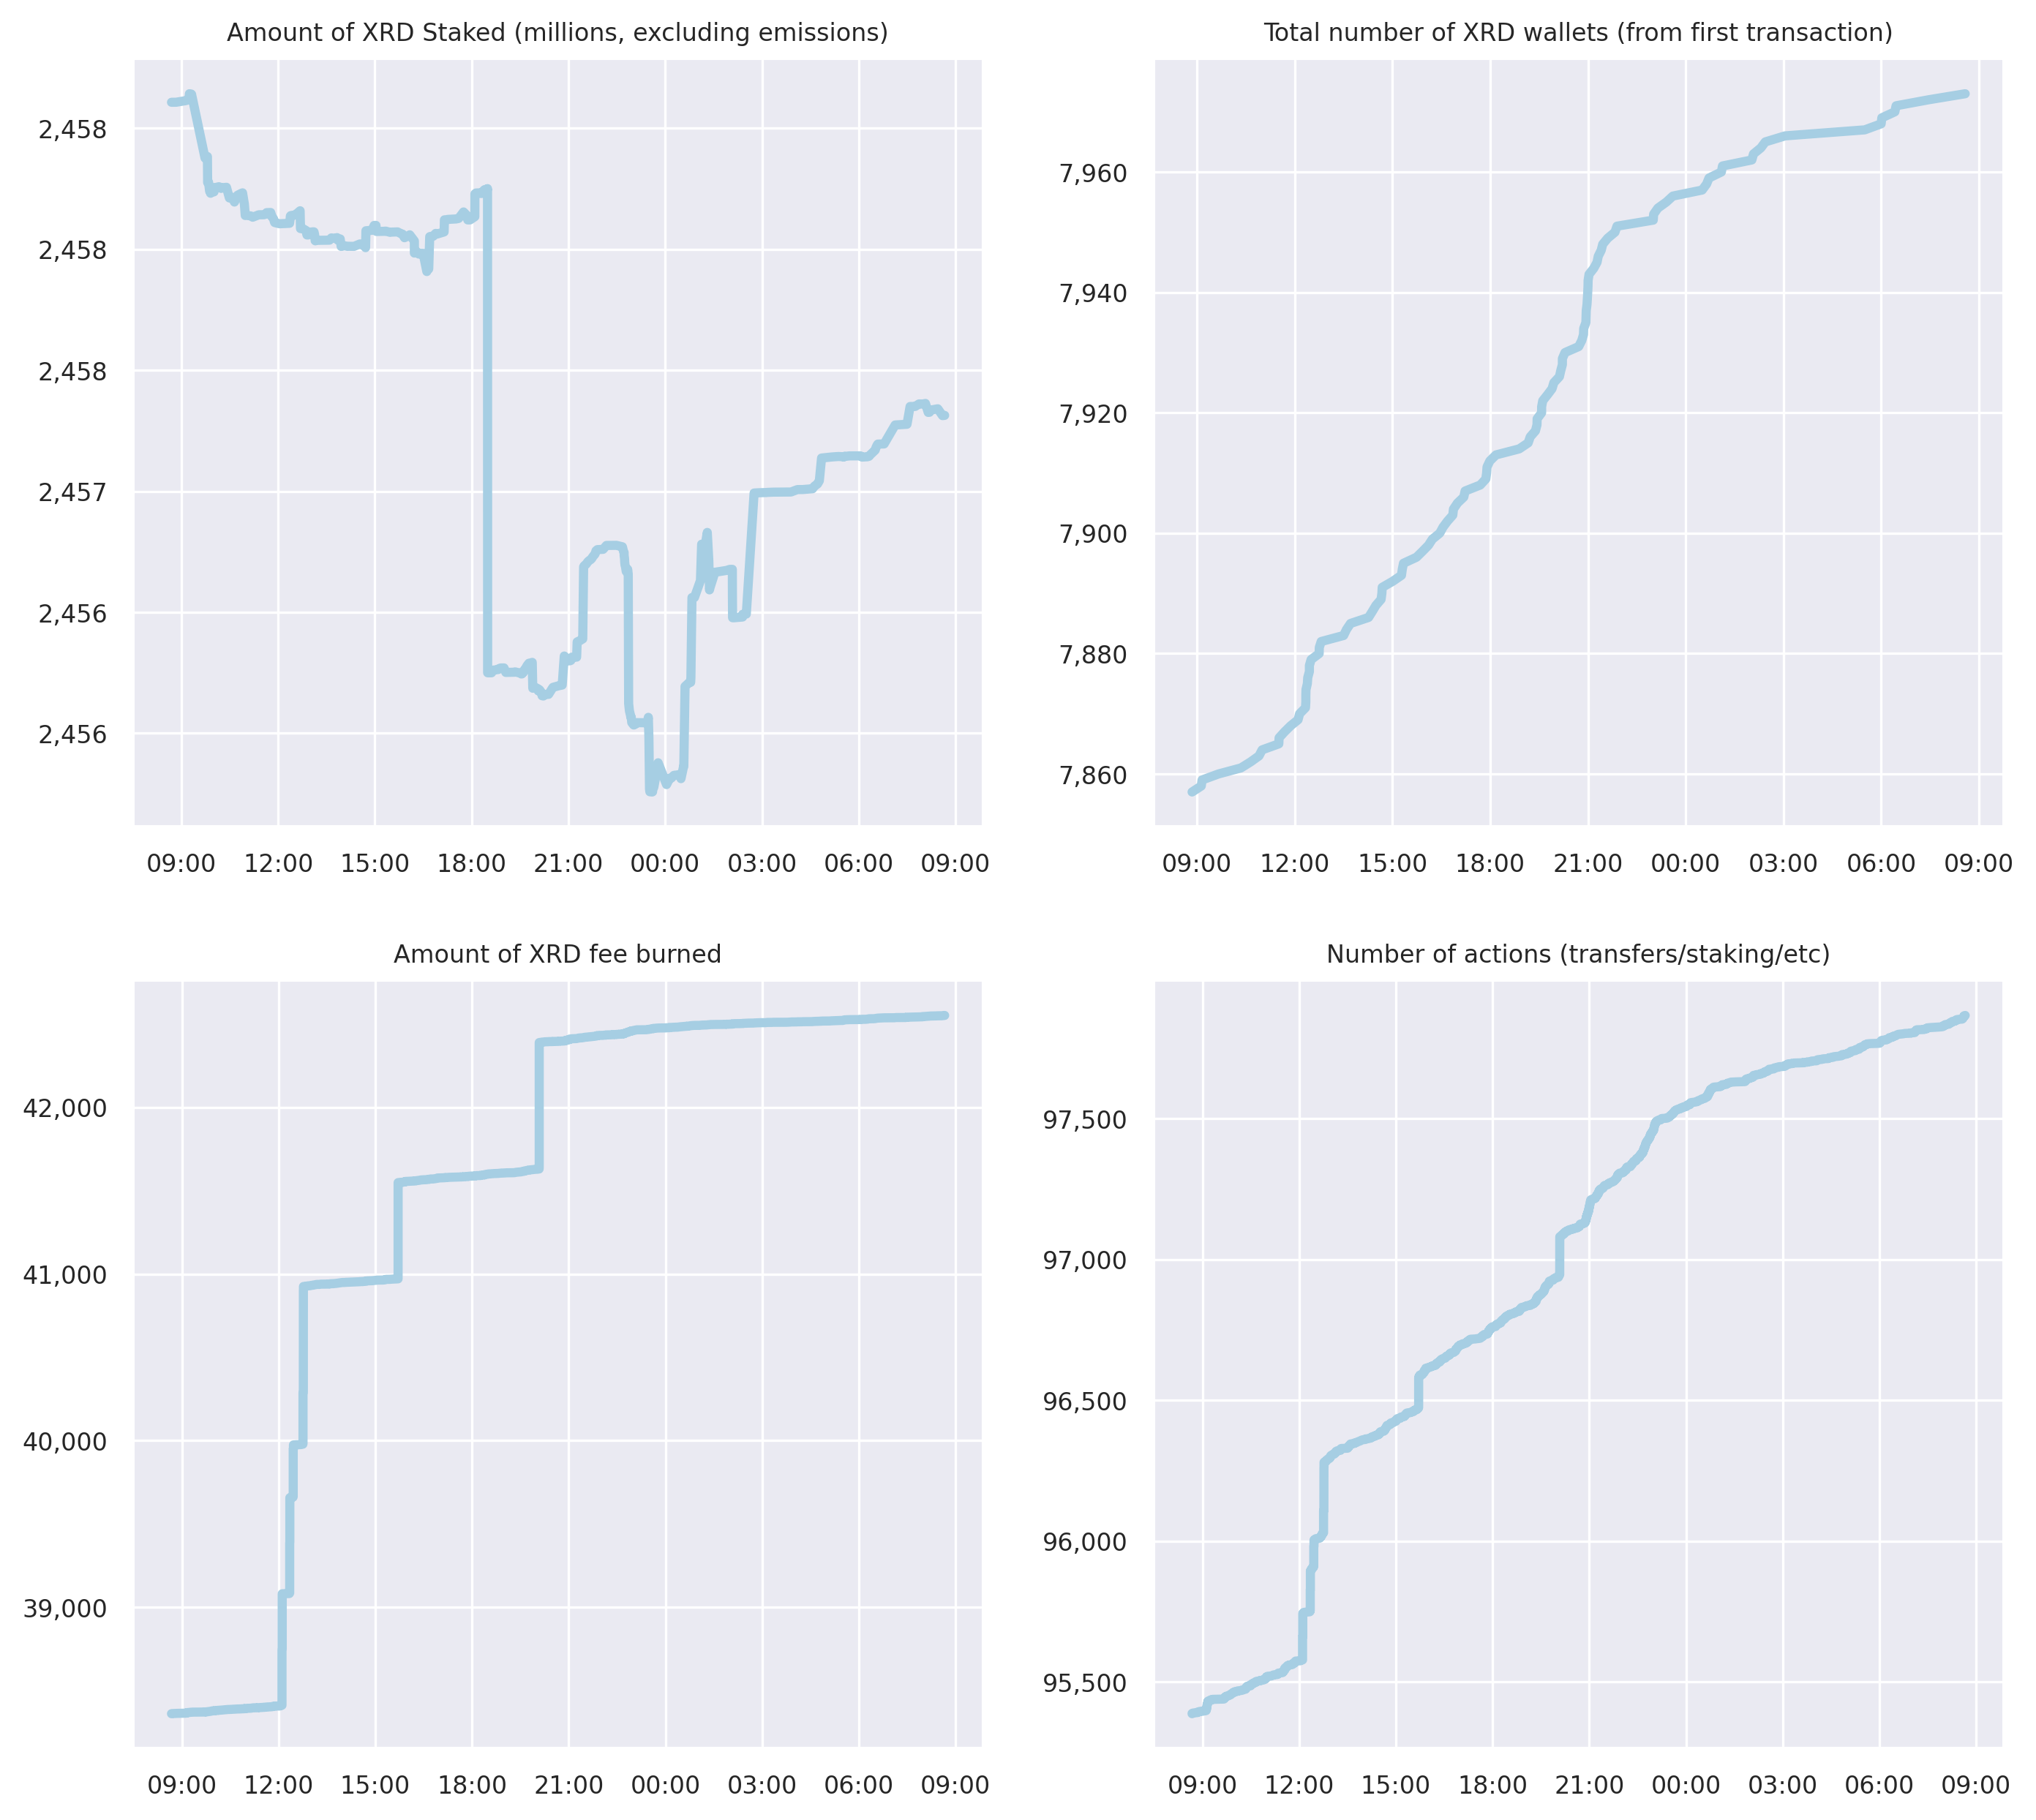 Amount of XRD Staked (millions, excluding emissions)
2,458
2,458
2,458
2,457
2,456
2,456
09:00 12:00 15:00 18:00 21:00 00:00 03:00 06:00 09:00
Total number of XRD wallets (from first transaction)
7,960
7,940
7,920
7,900
7,880
7,860
09:00 12:00 15:00 18:00 21:00 00:00 03:00 06:00 09:00
Amount of XRD fee burned
42,000
41,000
40,000
39,000
09:00 12:00 15:00 18:00 21:00 00:00 03:00 06:00 09:00
Number of actions (transfers/staking/etc)
97,500
97,000
96,500
96,000
95,500
09:00 12:00 15:00 18:00 21:00 00:00 03:00 06:00 09:00